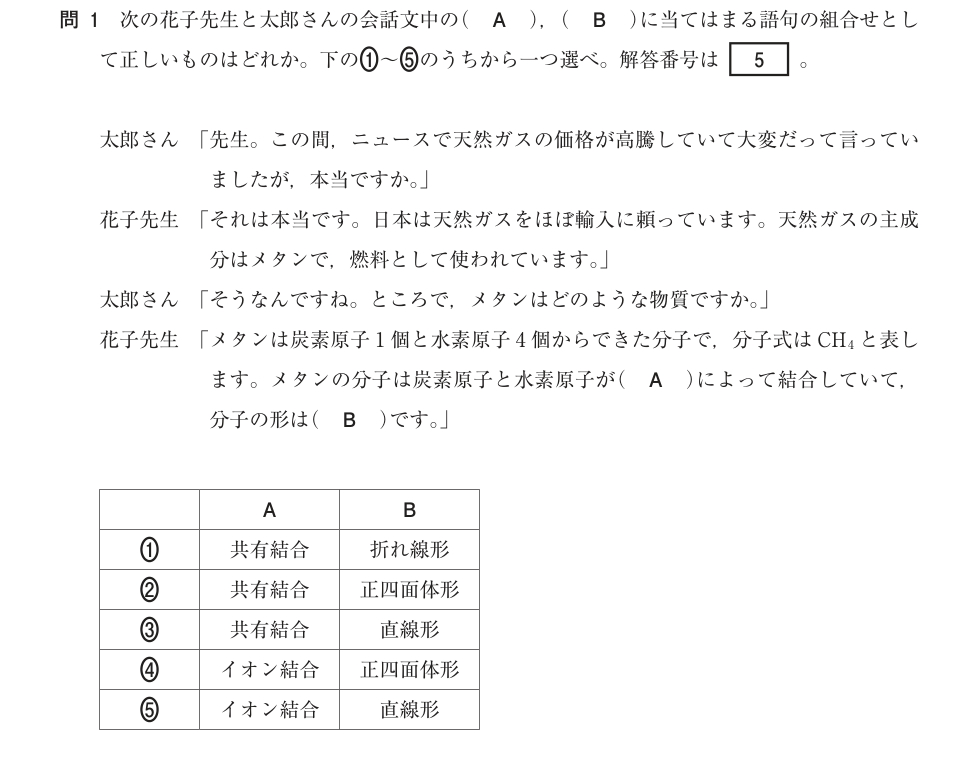 問 1 次の花子先生と太郎さんの会話文中の( A ),( B )に当てはまる語句の組合せとし
て正しいものはどれか。下の①~⑤のうちから一つ選べ。解答番号は 5 。
太郎さん 「先生。この間,ニュースで天然ガスの価格が高騰していて大変だって言ってい
ましたが,本当ですか。」
花子先生 「それは本当です。日本は天然ガスをほぼ輸入に頼っています。天然ガスの主成
分はメタンで,燃料として使われています。」
太郎さん 「そうなんですね。ところで,メタンはどのような物質ですか。」
花子先生 「メタンは炭素原子1個と水素原子4個からできた分子で,分子式は CH₄ と表し
ます。メタンの分子は炭素原子と水素原子が( A )によって結合していて,
分子の形は( B )です。」
A B
① 共有結合 折れ線形
② 共有結合 正四面体形
③ 共有結合 直線形
④ イオン結合 正四面体形
⑤ イオン結合 直線形